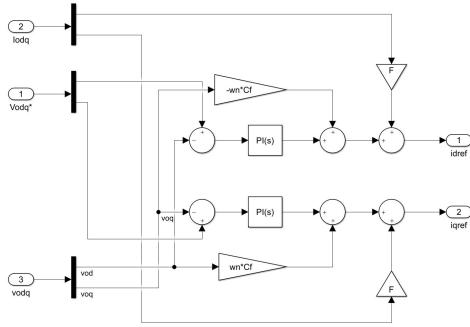 2
Iodq
F
1
Vodq*
-wn*Cf
+
−
PI(s)
+
+
+
+
1
idref
voq
−
+
PI(s)
+
+
+
+
2
iqref
3
vodq
vod
voq
wn*Cf
F